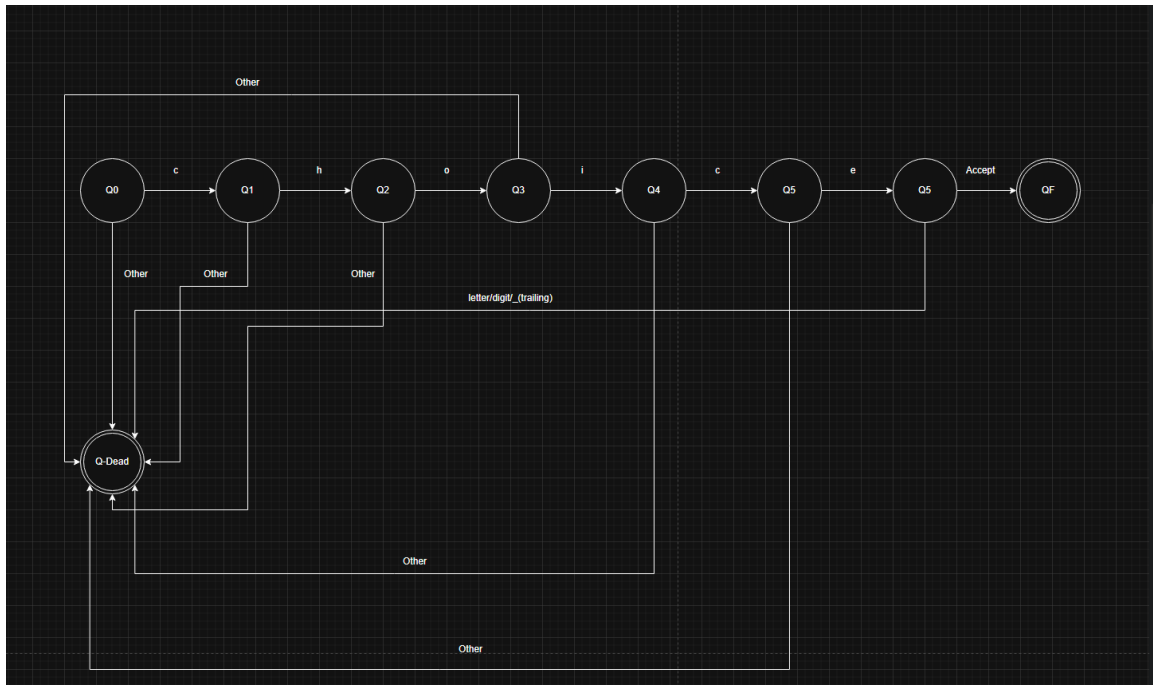 Other
c
h
o
i
c
e
Accept
Q0
Q1
Q2
Q3
Q4
Q5
Q5
QF
Other
Other
Other
letter/digit/_(trailing)
Q-Dead
Other
Other